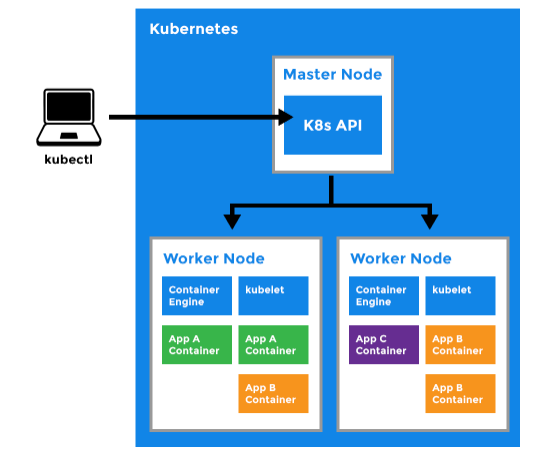 Kubernetes
Master Node
K8s API
kubectl
Worker Node
Container
Engine
kubelet
App A
Container
App A
Container
App B
Container
Worker Node
Container
Engine
kubelet
App C
Container
App B
Container
App B
Container